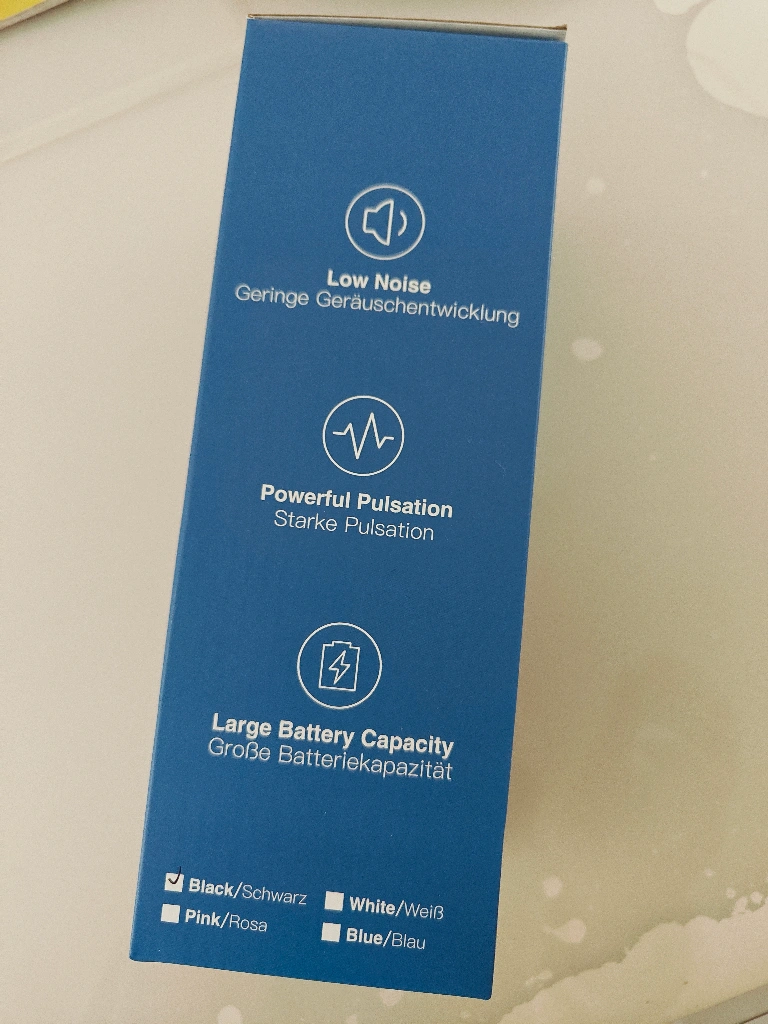 Low Noise
Geringe Geräuschentwicklung
Powerful Pulsation
Starke Pulsation
Large Battery Capacity
Große Batteriekapazität
Black/Schwarz White/Weiß
Pink/Rosa Blue/Blau